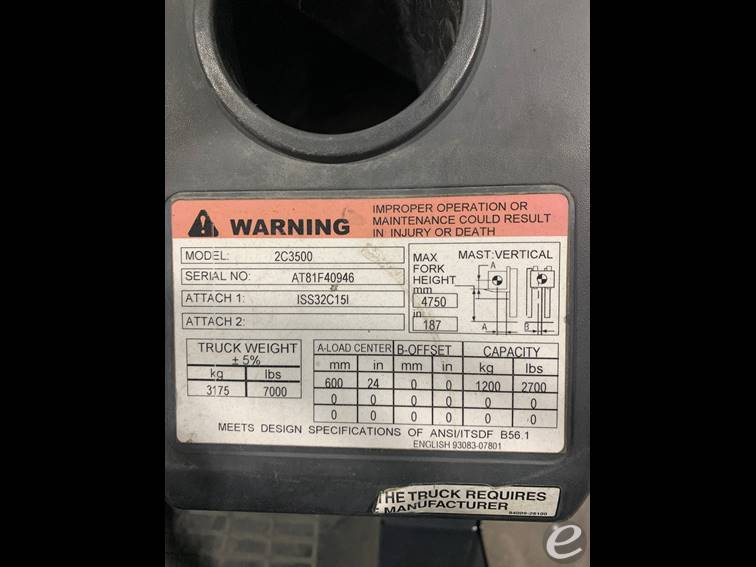 WARNING
IMPROPER OPERATION OR
MAINTENANCE COULD RESULT
IN INJURY OR DEATH
MODEL: 2C3500
SERIAL NO: AT81F40946
ATTACH 1: ISS32C15I
ATTACH 2:
MAX
FORK
HEIGHT
mm
4750
in
187
MAST:VERTICAL
A
A
B
TRUCK WEIGHT
± 5%
kg lbs
3175 7000
A-LOAD CENTER B-OFFSET CAPACITY
mm in mm in kg lbs
600 24 0 0 1200 2700
0 0 0 0 0 0
0 0 0 0 0 0
MEETS DESIGN SPECIFICATIONS OF ANSI/ITSDF B56.1
ENGLISH 93083-07801
THE TRUCK REQUIRES
MANUFACTURER
e